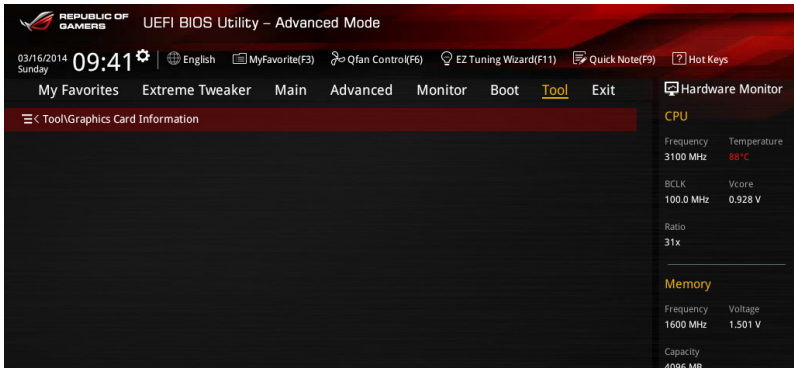 REPUBLIC OF
GAMERS
UEFI BIOS Utility – Advanced Mode
03/16/2014
Sunday
09:41
English
MyFavorite(F3)
Qfan Control(F6)
EZ Tuning Wizard(F11)
Quick Note(F9)
? Hot Keys
My Favorites Extreme Tweaker Main Advanced Monitor Boot Tool Exit
< Tool\Graphics Card Information
Hardware Monitor
CPU
Frequency Temperature
3100 MHz 88°C
BCLK Vcore
100.0 MHz 0.928 V
Ratio
31x
Memory
Frequency Voltage
1600 MHz 1.501 V
Capacity
4096 MB